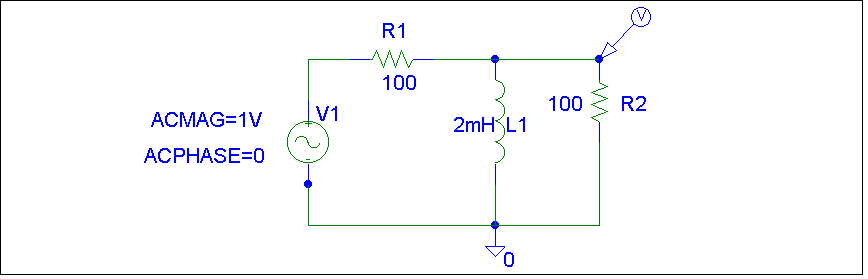 V
R1
100
ACMAG=1V
V1
ACPHASE=0
2mH
L1
100
R2
0